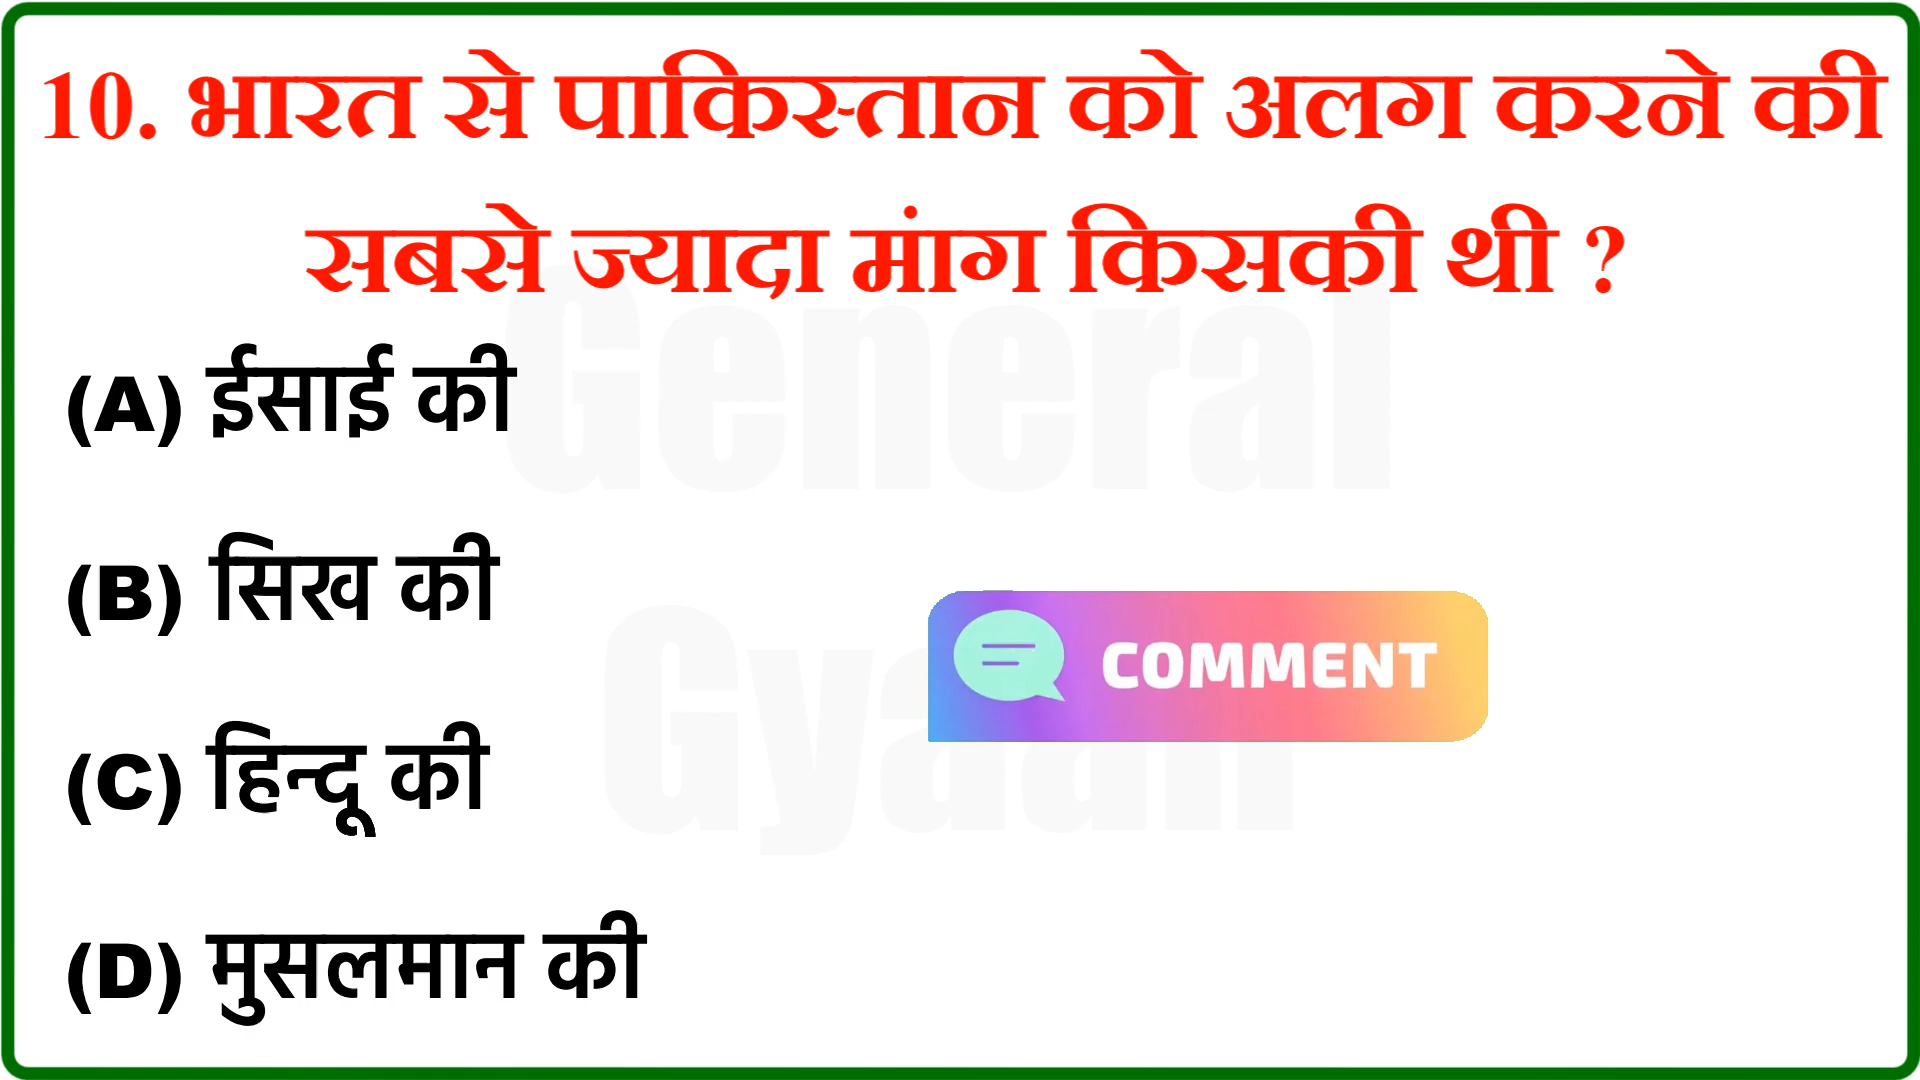 10. भारत से पाकिस्तान को अलग करने की
सबसे ज्यादा मांग किसकी थी ?
(A) ईसाई की
(B) सिख की
(C) हिन्दू की
(D) मुसलमान की
COMMENT
General
Gyaan